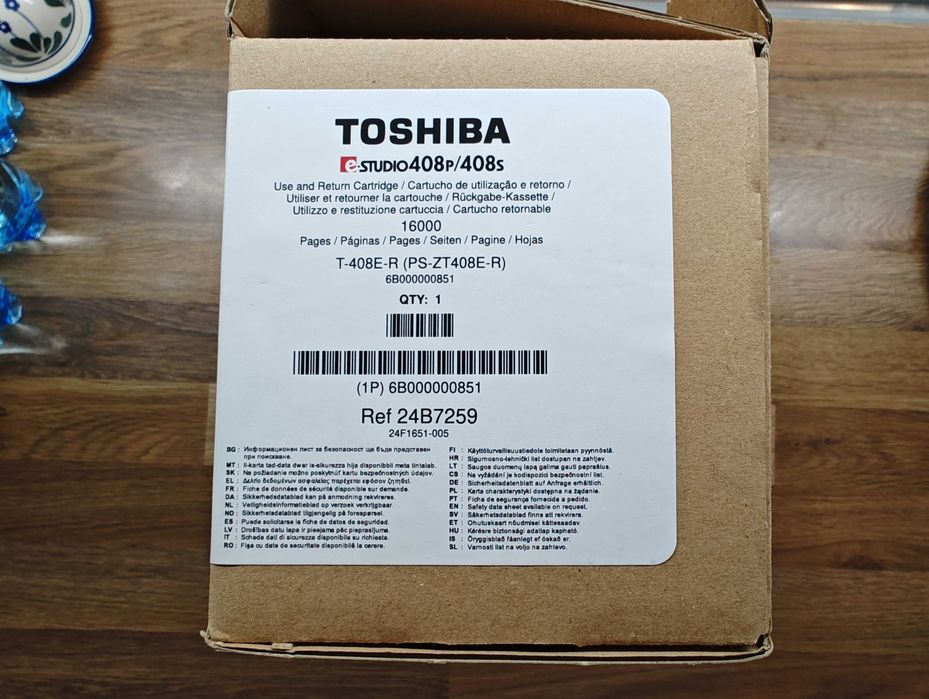 TOSHIBA
e-STUDIO408P/408S
Use and Return Cartridge / Cartucho de utilização e retorno /
Utiliser et retourner la cartouche / Rückgabe-Kassette /
Utilizzo e restituzione cartuccia / Cartucho retornable
16000
Pages / Páginas / Pages / Seiten / Pagine / Hojas
T-408E-R (PS-ZT408E-R)
6B000000851
QTY: 1
(1P) 6B000000851
Ref 24B7259
24F1651-005
BG : Информационен лист за безопасност ще бъде представен
при поискване.
MT : Il-karta tad-data dwar is-sikurezza hija disponibbli meta tintalab.
SK : Na požiadanie možno poskytnúť kartu bezpečnostných údajov.
EL : Δελτίο δεδομένων ασφαλείας παρέχεται εφόσον ζητηθεί.
FR : Fiche de données de sécurité disponible sur demande.
DA : Sikkerhedsdatablad kan på anmodning rekvireres.
NL : Veiligheidsinformatieblad op verzoek verkrijgbaar.
NO : Sikkerhetsdatablad tilgjengelig på forespørsel.
ES : Puede solicitarse la ficha de datos de seguridad.
LV : Drošības datu lapa ir pieejama pēc pieprasījuma.
IT : Scheda dati di sicurezza disponibile su richiesta.
RO : Fișa cu date de securitate disponibilă la cerere.
FI : Käyttöturvallisuustiedote toimitetaan pyynnöstä.
HR : Sigurnosno-tehnički list dostupan na zahtjev.
LT : Saugos duomenų lapą galima gauti paprašius.
CS : Na vyžádání je k dispozici bezpečnostní list.
DE : Sicherheitsdatenblatt auf Anfrage erhältlich.
PL : Karta charakterystyki dostępna na żądanie.
PT : Ficha de segurança fornecida a pedido.
EN : Safety data sheet available on request.
SV : Säkerhetsdatablad finns att rekvirera.
ET : Ohutuskaart nõudmisel kättesaadav.
HU : Kérésre biztonsági adatlap kapható.
IS : Öryggisblað fáanlegt ef óskað er.
SL : Varnostni list na voljo na zahtevo.